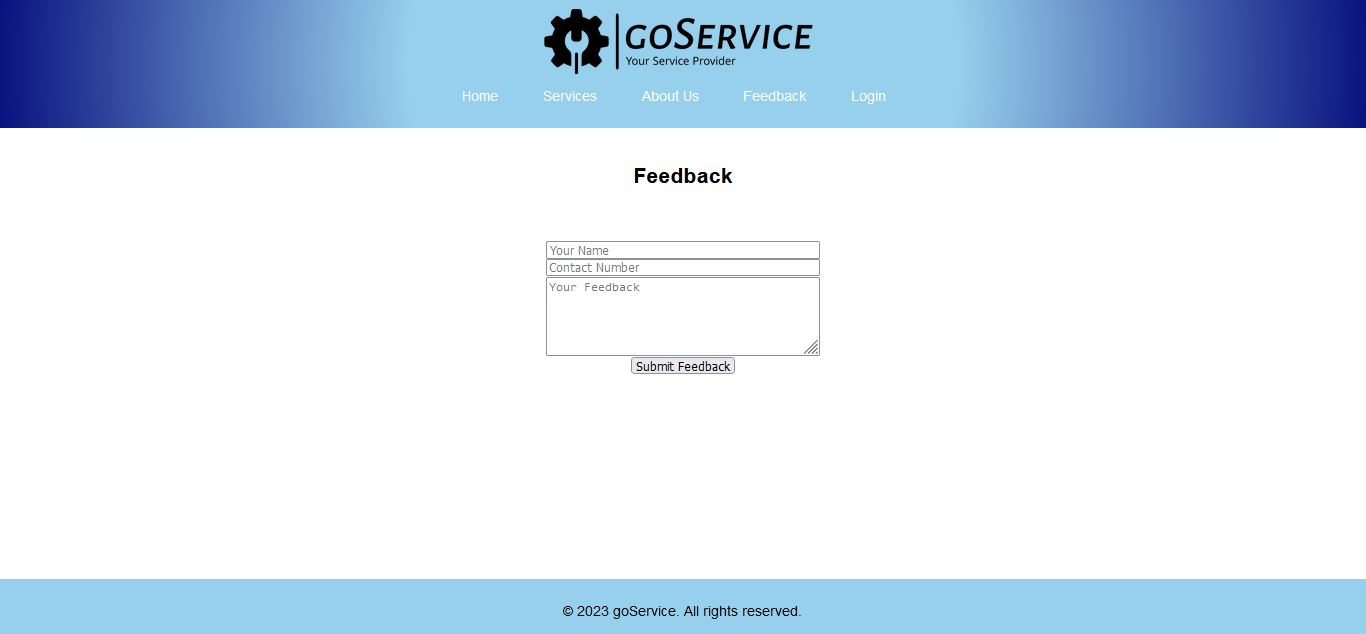 goService
Your Service Provider
Home Services About Us Feedback Login
Feedback
Your Name
Contact Number
Your Feedback
Submit Feedback
© 2023 goService. All rights reserved.